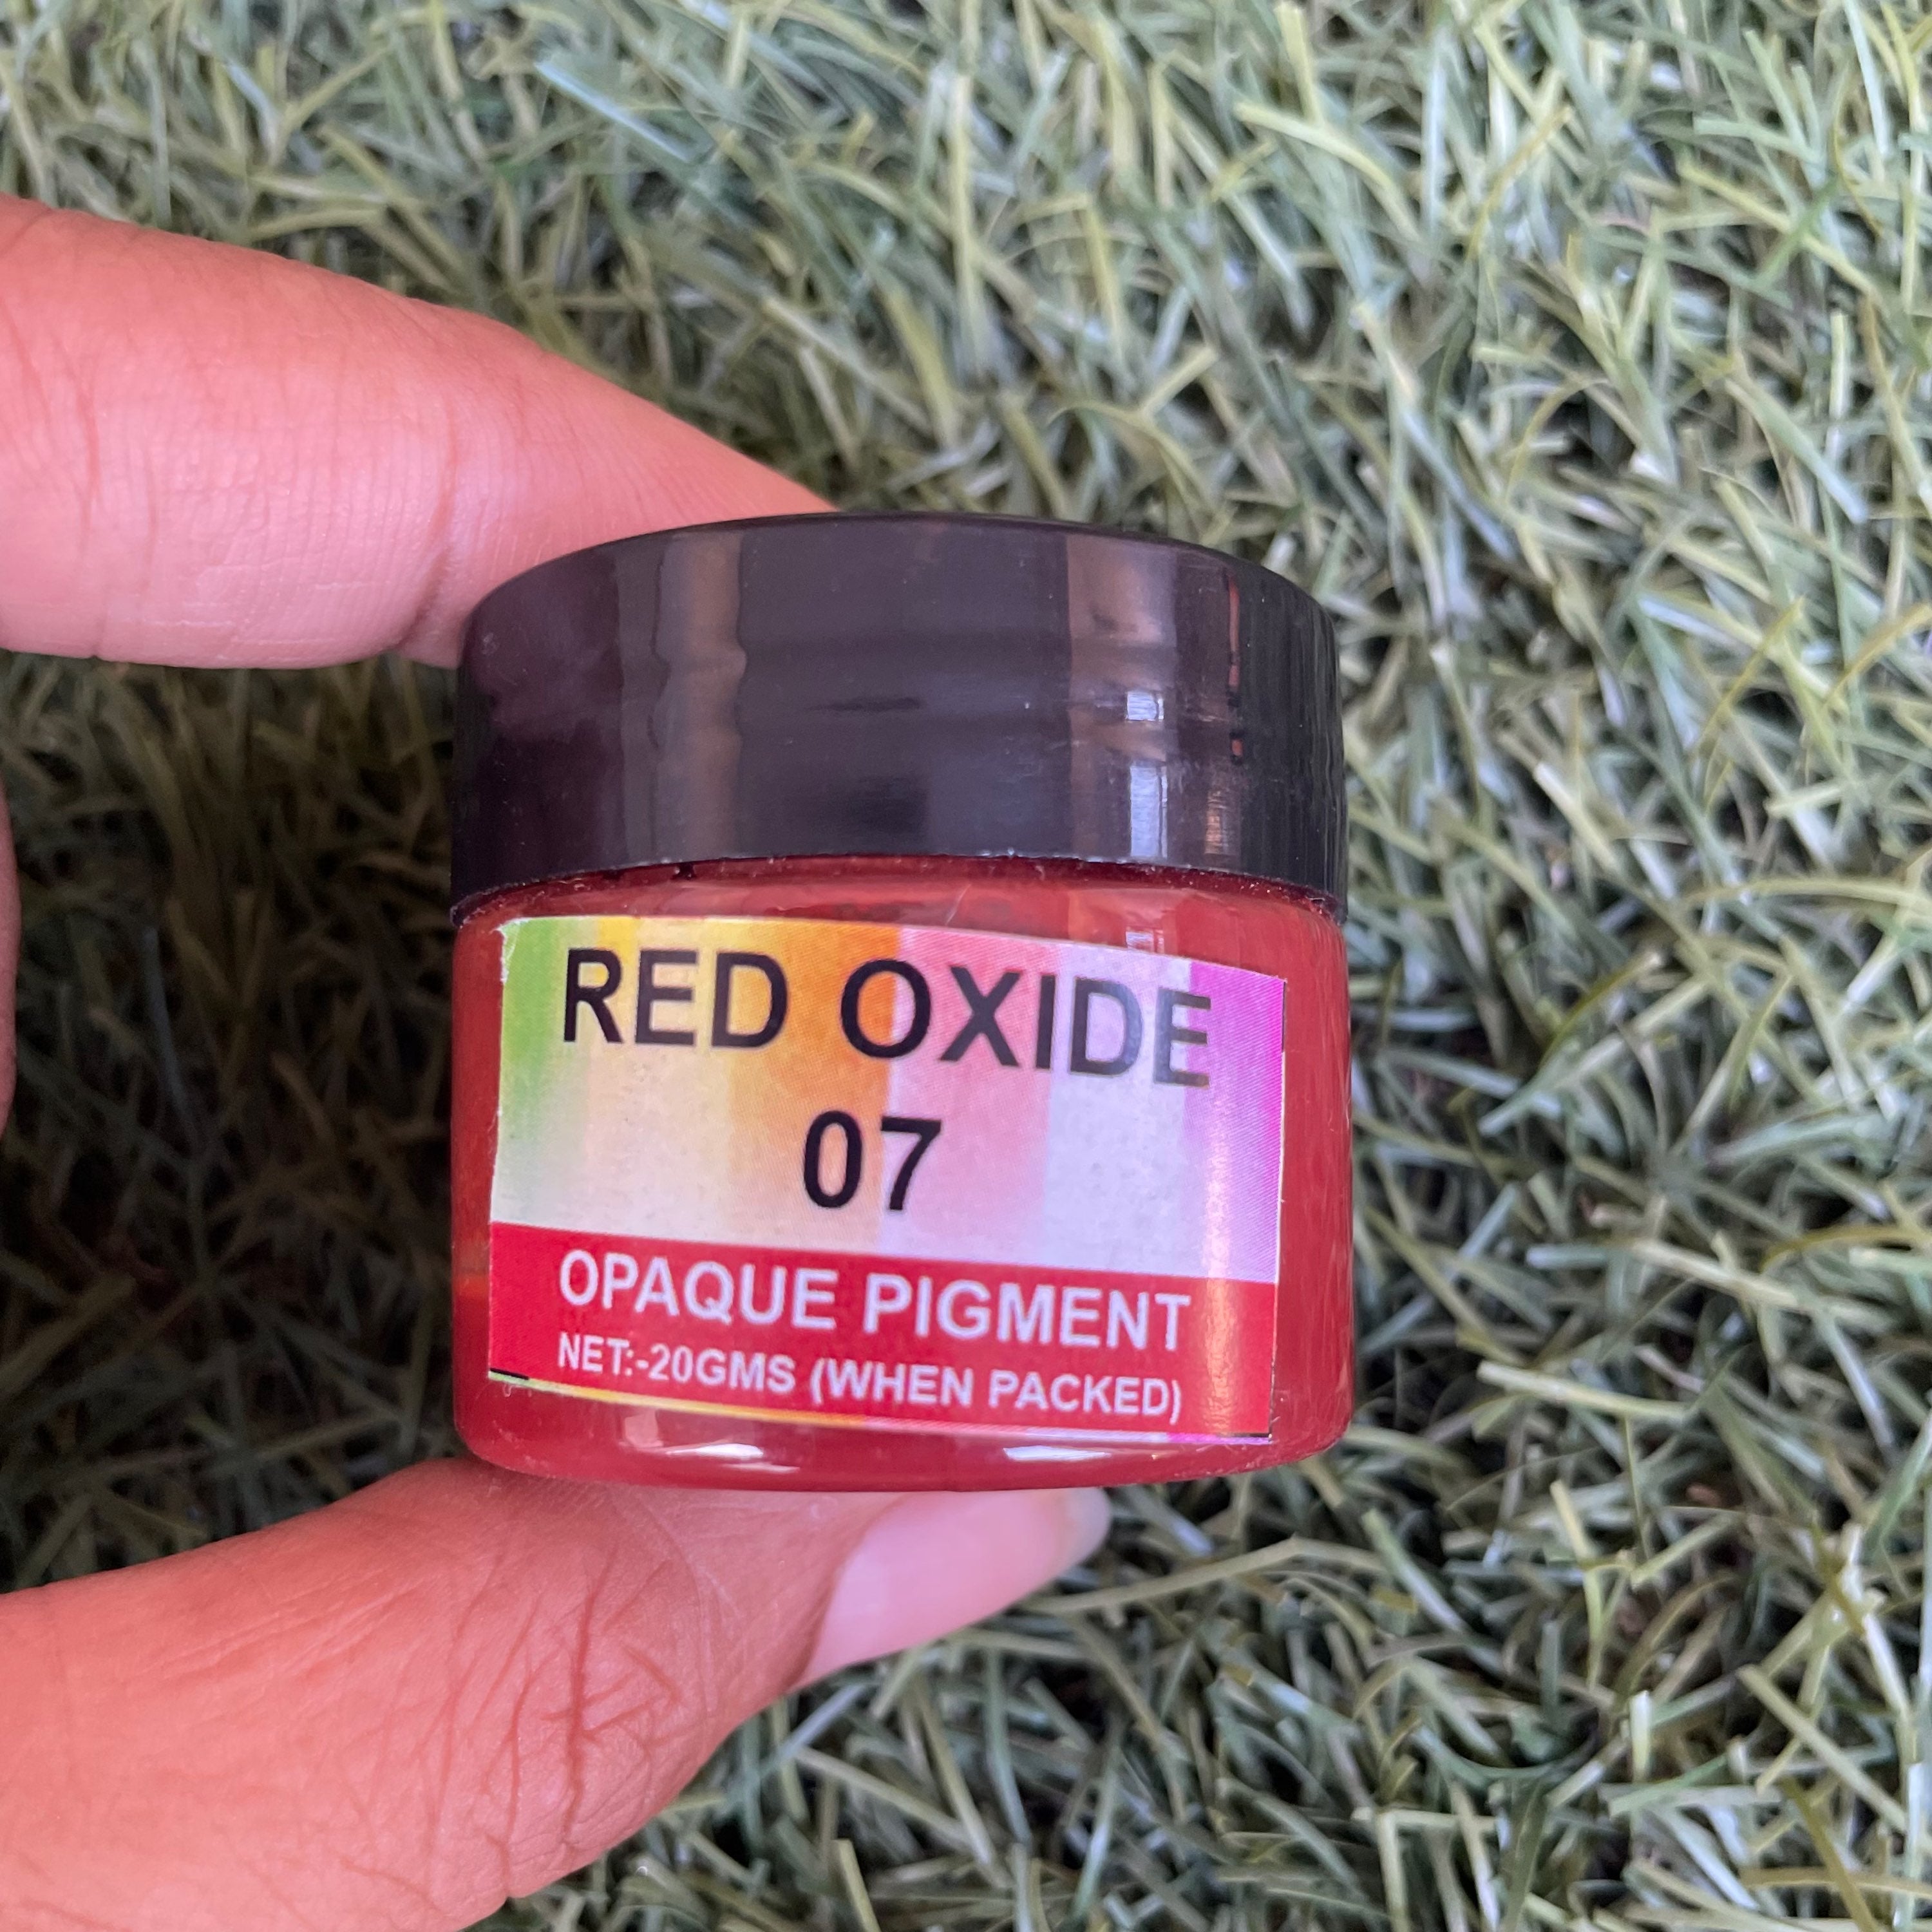 RED OXIDE
07
OPAQUE PIGMENT
NET:-20GMS (WHEN PACKED)